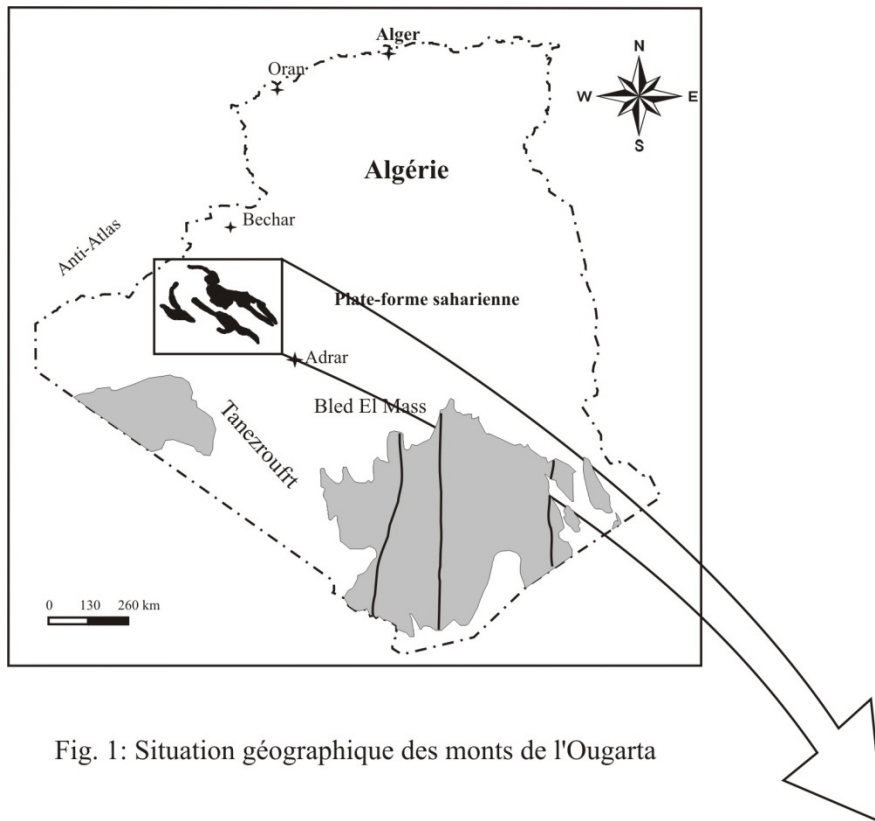 Alger
Oran
N
W
E
S
Algérie
Bechar
Anti-Atlas
Plate-forme saharienne
Adrar
Bled El Mass
Tanezroufrt
0 130 260 km
Fig. 1: Situation géographique des monts de l'Ougarta